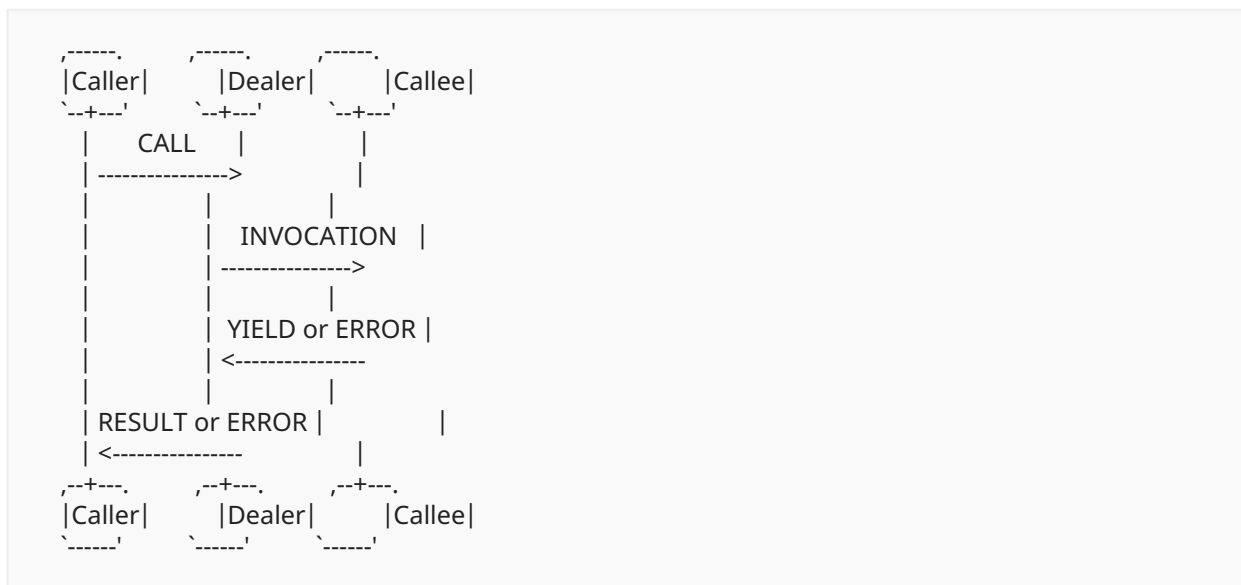 ,------.          ,------.          ,------.
|Caller|          |Dealer|          |Callee|
`--+---'          `--+---'          `--+---'
   |       CALL      |                 |
   | ---------------->                 |
   |                 |                 |
   |                 |    INVOCATION   |
   |                 | ---------------->
   |                 |                 |
   |                 |  YIELD or ERROR |
   |                 | <----------------
   |                 |                 |
   | RESULT or ERROR |                 |
   | <----------------                 |
,--+---.          ,--+---.          ,--+---.
|Caller|          |Dealer|          |Callee|
`------'          `------'          `------'